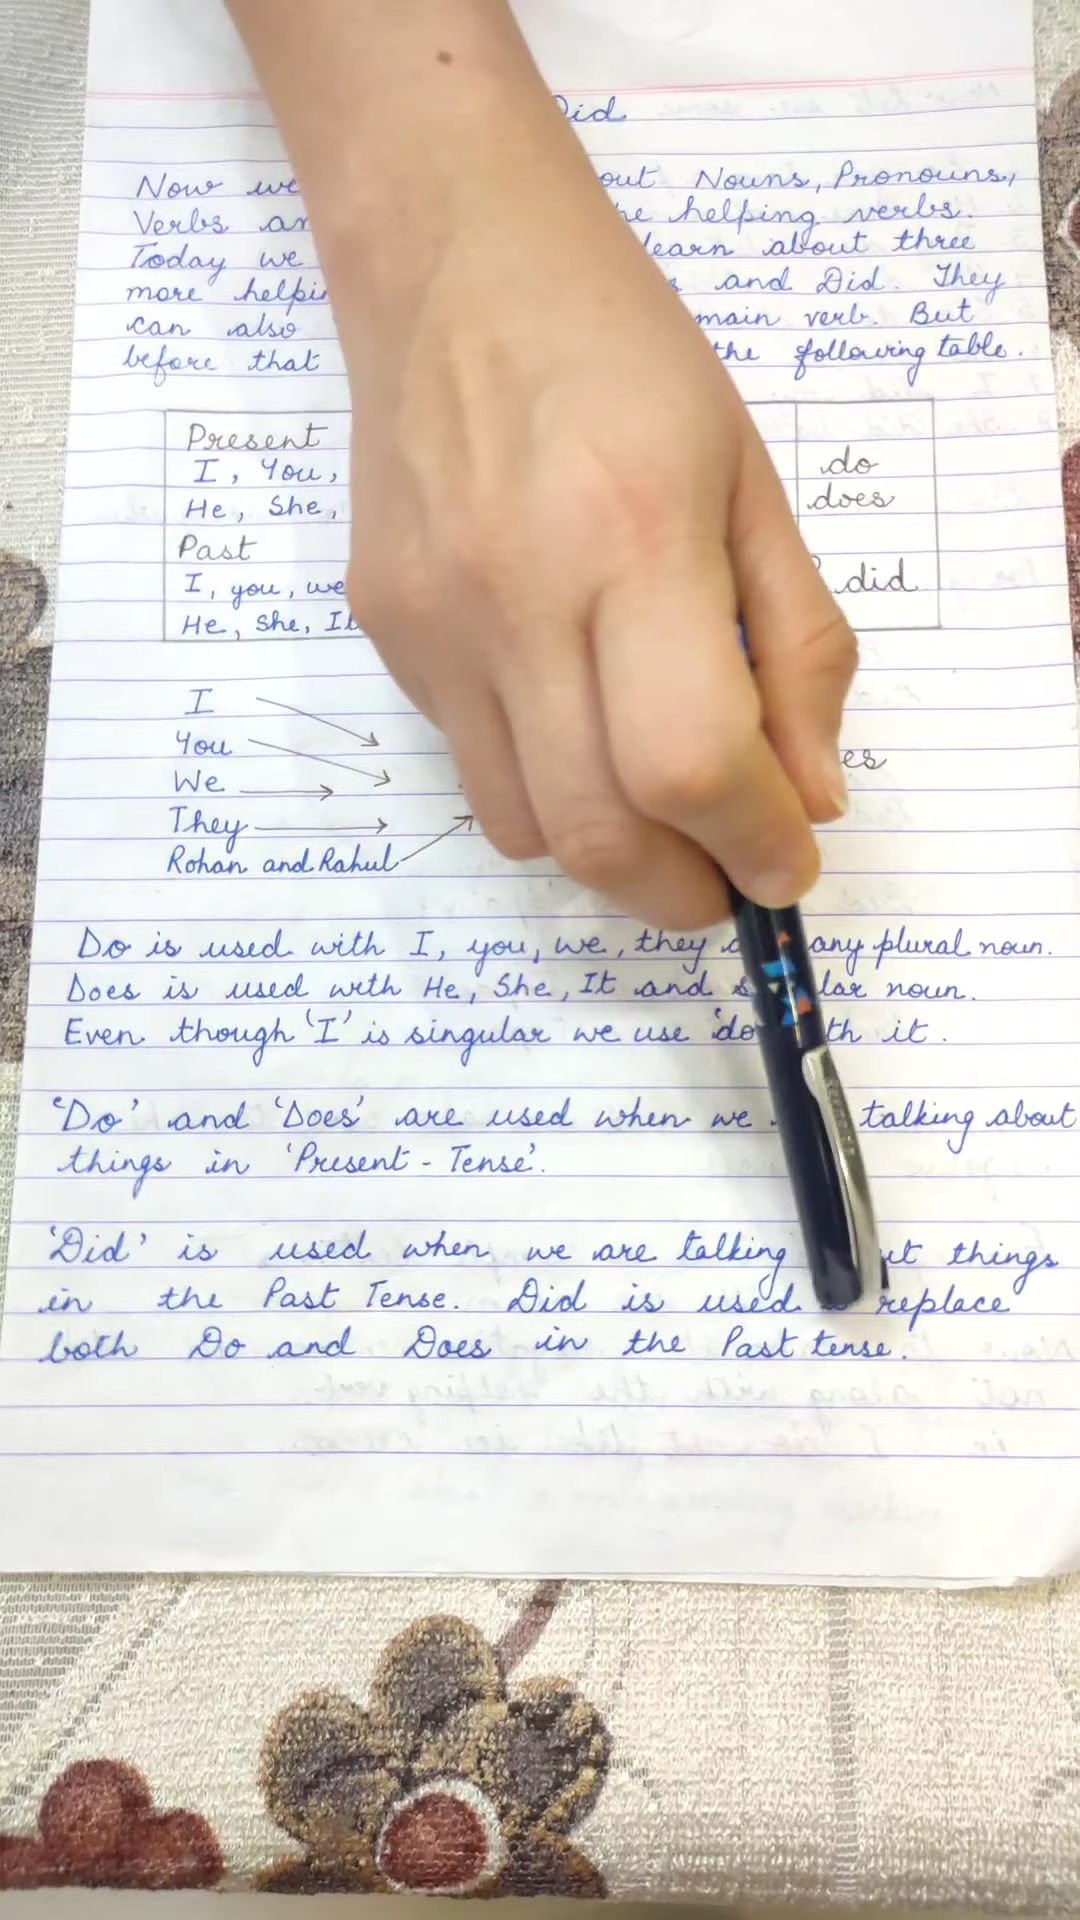 Did
Now we out Nouns, Pronouns,
Verbs an he helping verbs.
Today we learn about three
more helpin s and Did. They
can also main verb. But
before that the following table.
Present
I, You, do
He, She, does
Past
I, you, we did
He, She, It
I
You
We es
They
Rohan and Rahul
Do is used with I, you, we, they any plural noun.
Does is used with He, She, It and s lar noun.
Even though 'I' is singular we use 'do th it.
'Do' and 'Does' are used when we talking about
things in 'Present - Tense'.
'Did' is used when we are talking ut things
in the Past Tense. Did is used replace
both Do and Does in the Past tense.